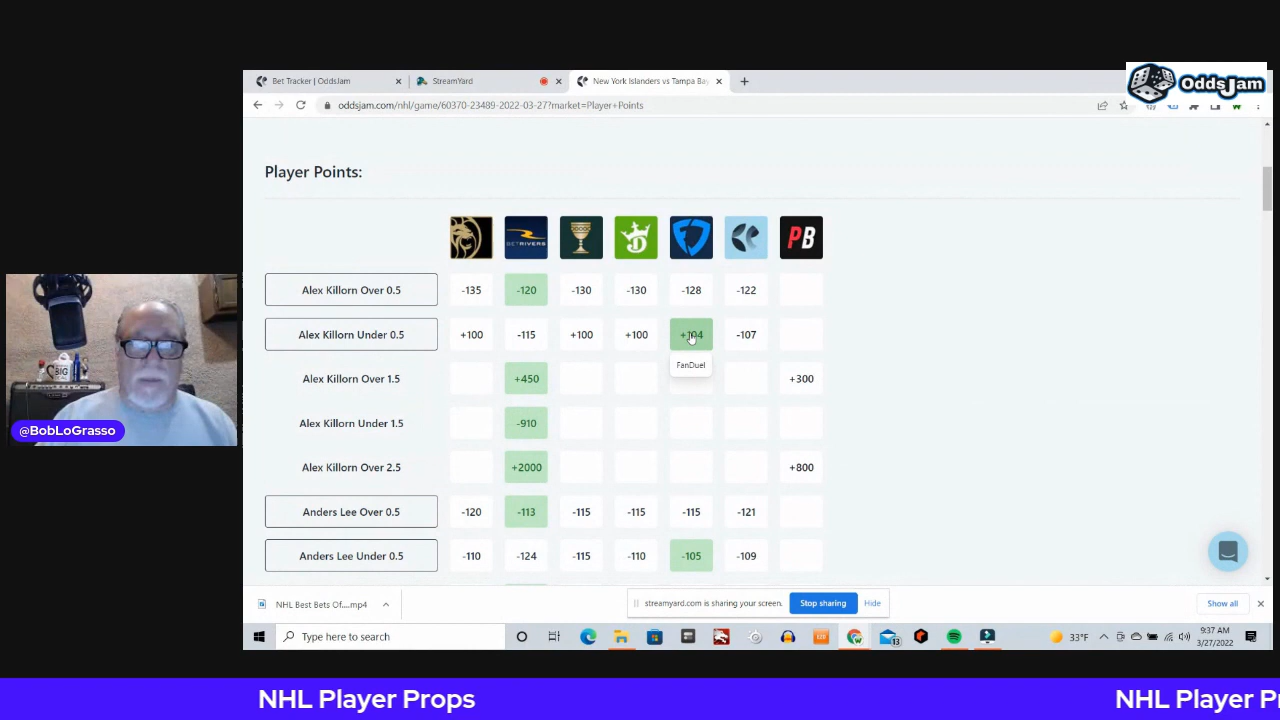 Bet Tracker | OddsJam
StreamYard
New York Islanders vs Tampa Bay
OddsJam
oddsjam.com/nhl/game/60370-23489-2022-03-27?market=Player+Points
Player Points:
BETRIVERS
PB
Alex Killorn Over 0.5 -135 -120 -130 -130 -128 -122
Alex Killorn Under 0.5 +100 -115 +100 +100 +104 -107
FanDuel
Alex Killorn Over 1.5 +450 +300
Alex Killorn Under 1.5 -910
Alex Killorn Over 2.5 +2000 +800
Anders Lee Over 0.5 -120 -113 -115 -115 -115 -121
Anders Lee Under 0.5 -110 -124 -115 -110 -105 -109
BIG
@BobLoGrasso
NHL Best Bets Of....mp4
streamyard.com is sharing your screen.
Stop sharing
Hide
Show all
Type here to search
13
33°F
9:37 AM
3/27/2022
NHL Player Props
NHL Player Pr